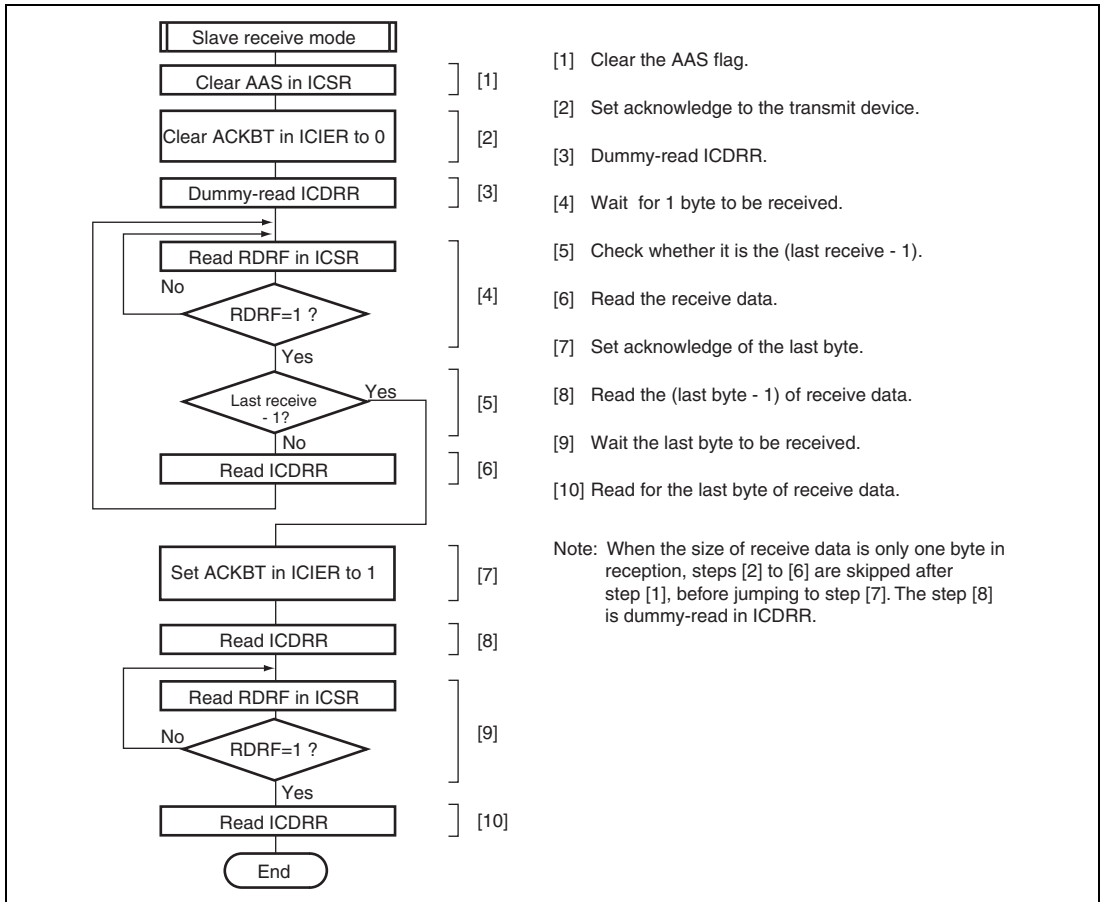 Slave receive mode
Clear AAS in ICSR
[1]
Clear ACKBT in ICIER to 0
[2]
Dummy-read ICDRR
[3]
Read RDRF in ICSR
No
RDRF=1 ?
[4]
Yes
Last receive
- 1?
Yes
[5]
No
Read ICDRR
[6]
Set ACKBT in ICIER to 1
[7]
Read ICDRR
[8]
Read RDRF in ICSR
No
RDRF=1 ?
[9]
Yes
Read ICDRR
[10]
End
[1] Clear the AAS flag.
[2] Set acknowledge to the transmit device.
[3] Dummy-read ICDRR.
[4] Wait for 1 byte to be received.
[5] Check whether it is the (last receive - 1).
[6] Read the receive data.
[7] Set acknowledge of the last byte.
[8] Read the (last byte - 1) of receive data.
[9] Wait the last byte to be received.
[10] Read for the last byte of receive data.
Note: When the size of receive data is only one byte in
reception, steps [2] to [6] are skipped after
step [1], before jumping to step [7]. The step [8]
is dummy-read in ICDRR.